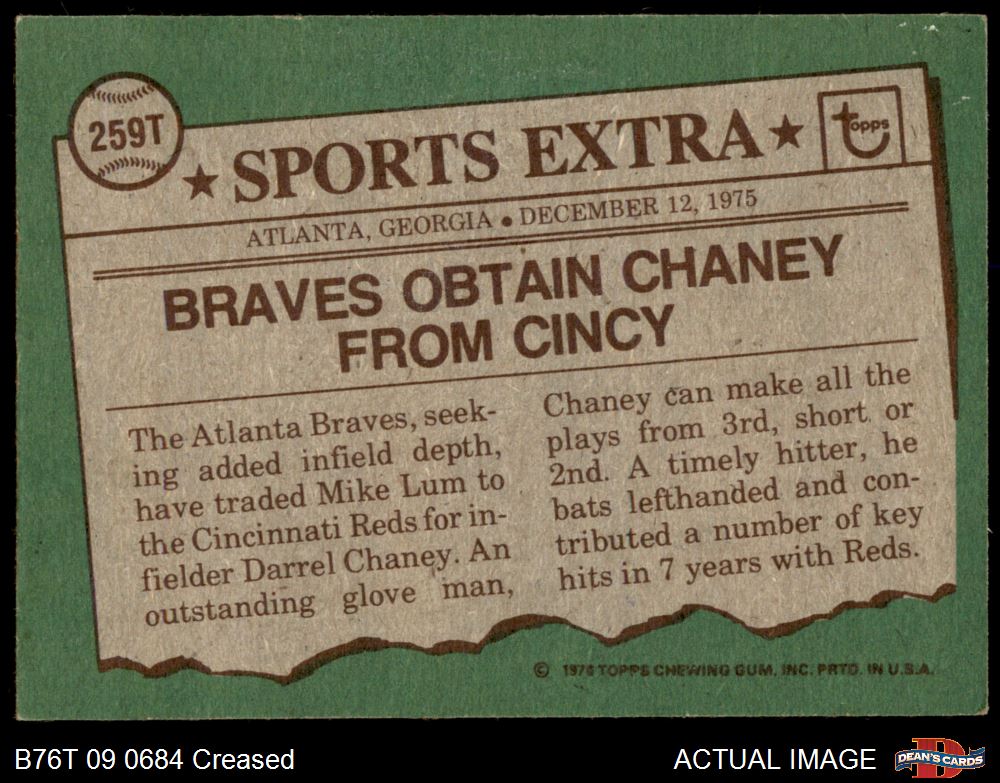 259T
★ SPORTS EXTRA ★
topps
ATLANTA, GEORGIA • DECEMBER 12, 1975
BRAVES OBTAIN CHANEY
FROM CINCY
The Atlanta Braves, seek-
ing added infield depth,
have traded Mike Lum to
the Cincinnati Reds for in-
fielder Darrel Chaney. An
outstanding glove man,
Chaney can make all the
plays from 3rd, short or
2nd. A timely hitter, he
bats lefthanded and con-
tributed a number of key
hits in 7 years with Reds.
© 1976 TOPPS CHEWING GUM, INC. PRTD. IN U.S.A.
B76T 09 0684 Creased
ACTUAL IMAGE
D
DEAN'S CARDS